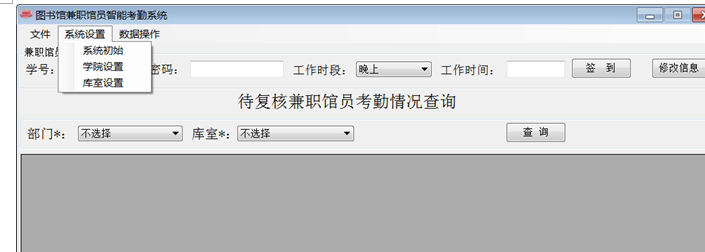 图书馆兼职馆员智能考勤系统
文件 系统设置 数据操作
系统初始
学院设置
库室设置
兼职馆员
学号: 密码: 工作时段: 晚上 工作时间: 签 到 修改信息
待复核兼职馆员考勤情况查询
部门*: 不选择 库室*: 不选择 查 询